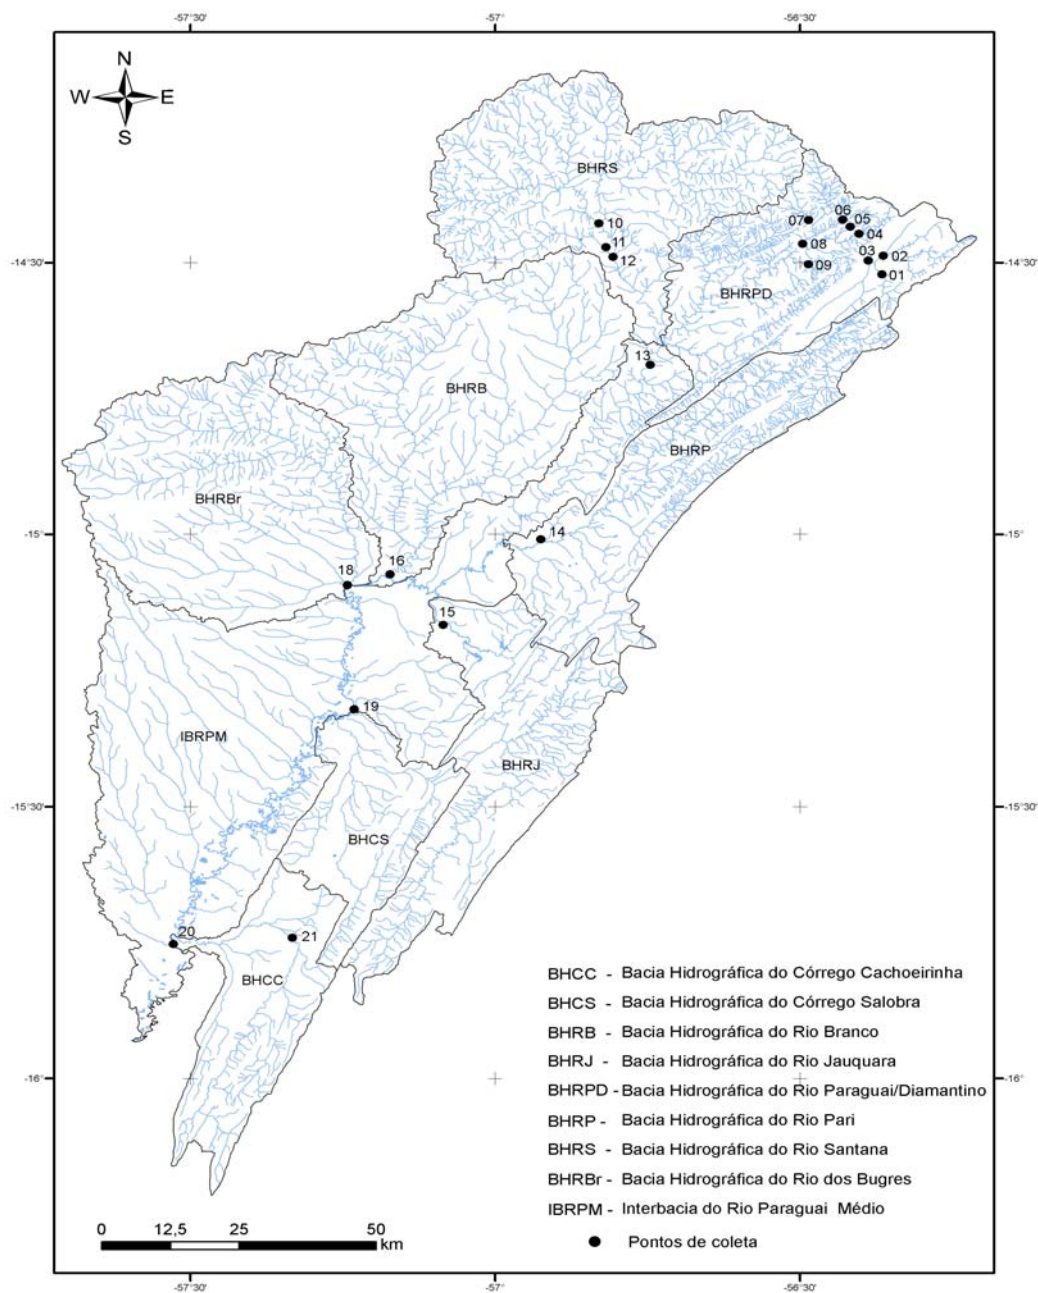 -57°30' -57° -56°30'
N
W E
S
BHRS
06
07 05
10 04
11 08 03 02
12
-14°30' 09 01 -14°30'
BHRPD
13
BHRB
BHRP
BHRBr
-15° 14 -15°
16
18
15
19
IBRPM
BHRJ
-15°30' -15°30'
BHCS
20 21
BHCC
BHCC - Bacia Hidrográfica do Córrego Cachoeirinha
BHCS - Bacia Hidrográfica do Córrego Salobra
BHRB - Bacia Hidrográfica do Rio Branco
BHRJ - Bacia Hidrográfica do Rio Jauquara
-16° -16°
BHRPD - Bacia Hidrográfica do Rio Paraguai/Diamantino
BHRP - Bacia Hidrográfica do Rio Pari
BHRS - Bacia Hidrográfica do Rio Santana
BHRBr - Bacia Hidrográfica do Rio dos Bugres
IBRPM - Interbacia do Rio Paraguai Médio
0 12,5 25 50
km
Pontos de coleta
-57°30' -57° -56°30'